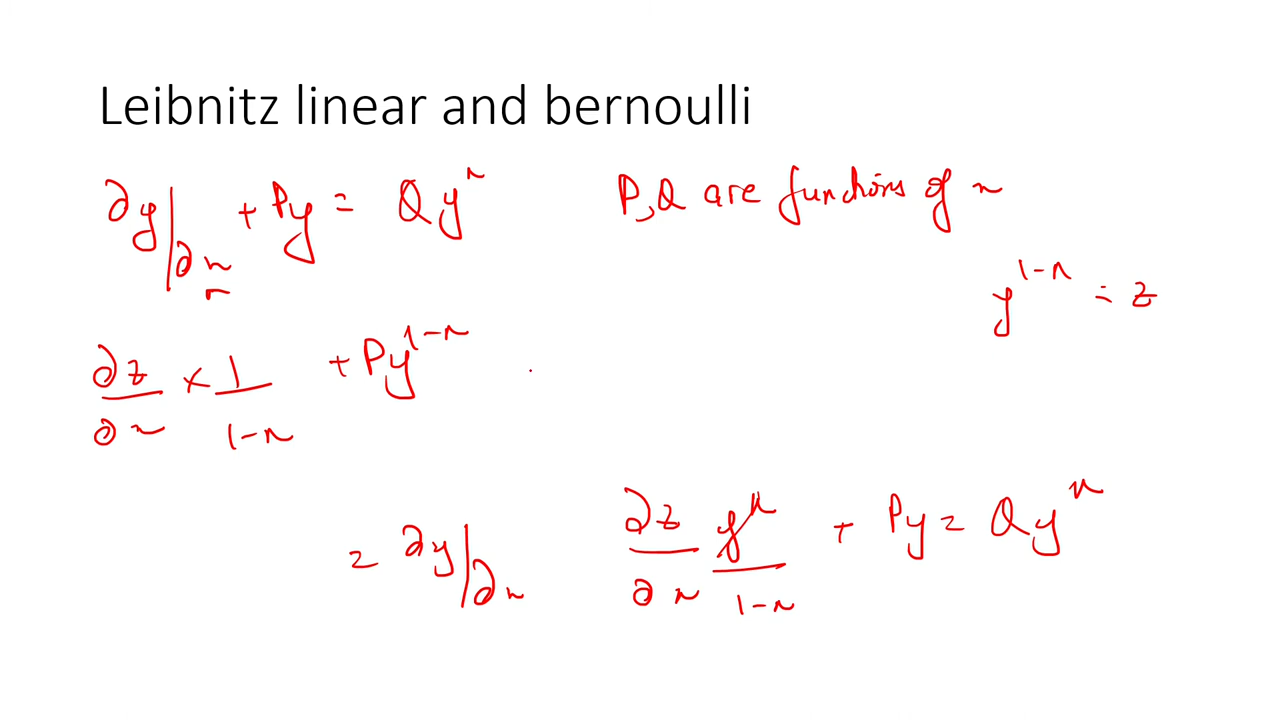 Leibnitz linear and bernoulli
∂y/∂x + Py = Qy^n P,Q are functions of x
y^{1-n} = z
∂z/∂x × 1/(1-n) + Py^{1-n}
= ∂y/∂x ∂z/∂x y^n/(1-n) + Py = Qy^n